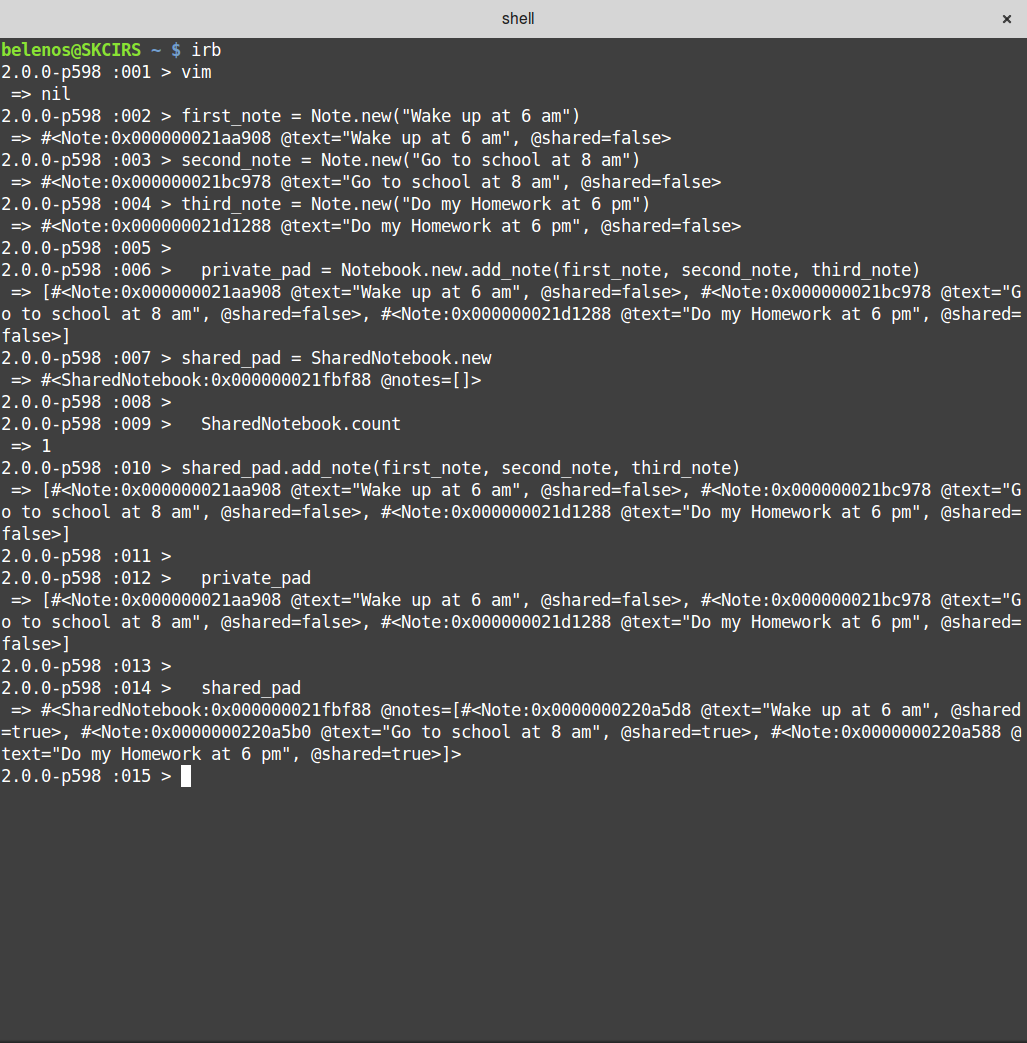 shell ×
belenos@SKCIRS ~ $ irb
2.0.0-p598 :001 > vim
 => nil
2.0.0-p598 :002 > first_note = Note.new("Wake up at 6 am")
 => #<Note:0x000000021aa908 @text="Wake up at 6 am", @shared=false>
2.0.0-p598 :003 > second_note = Note.new("Go to school at 8 am")
 => #<Note:0x000000021bc978 @text="Go to school at 8 am", @shared=false>
2.0.0-p598 :004 > third_note = Note.new("Do my Homework at 6 pm")
 => #<Note:0x000000021d1288 @text="Do my Homework at 6 pm", @shared=false>
2.0.0-p598 :005 >
2.0.0-p598 :006 >   private_pad = Notebook.new.add_note(first_note, second_note, third_note)
 => [#<Note:0x000000021aa908 @text="Wake up at 6 am", @shared=false>, #<Note:0x000000021bc978 @text="G
o to school at 8 am", @shared=false>, #<Note:0x000000021d1288 @text="Do my Homework at 6 pm", @shared=
false>]
2.0.0-p598 :007 > shared_pad = SharedNotebook.new
 => #<SharedNotebook:0x000000021fbf88 @notes=[]>
2.0.0-p598 :008 >
2.0.0-p598 :009 >   SharedNotebook.count
 => 1
2.0.0-p598 :010 > shared_pad.add_note(first_note, second_note, third_note)
 => [#<Note:0x000000021aa908 @text="Wake up at 6 am", @shared=false>, #<Note:0x000000021bc978 @text="G
o to school at 8 am", @shared=false>, #<Note:0x000000021d1288 @text="Do my Homework at 6 pm", @shared=
false>]
2.0.0-p598 :011 >
2.0.0-p598 :012 >   private_pad
 => [#<Note:0x000000021aa908 @text="Wake up at 6 am", @shared=false>, #<Note:0x000000021bc978 @text="G
o to school at 8 am", @shared=false>, #<Note:0x000000021d1288 @text="Do my Homework at 6 pm", @shared=
false>]
2.0.0-p598 :013 >
2.0.0-p598 :014 >   shared_pad
 => #<SharedNotebook:0x000000021fbf88 @notes=[#<Note:0x0000000220a5d8 @text="Wake up at 6 am", @shared
=true>, #<Note:0x0000000220a5b0 @text="Go to school at 8 am", @shared=true>, #<Note:0x0000000220a588 @
text="Do my Homework at 6 pm", @shared=true>]>
2.0.0-p598 :015 >